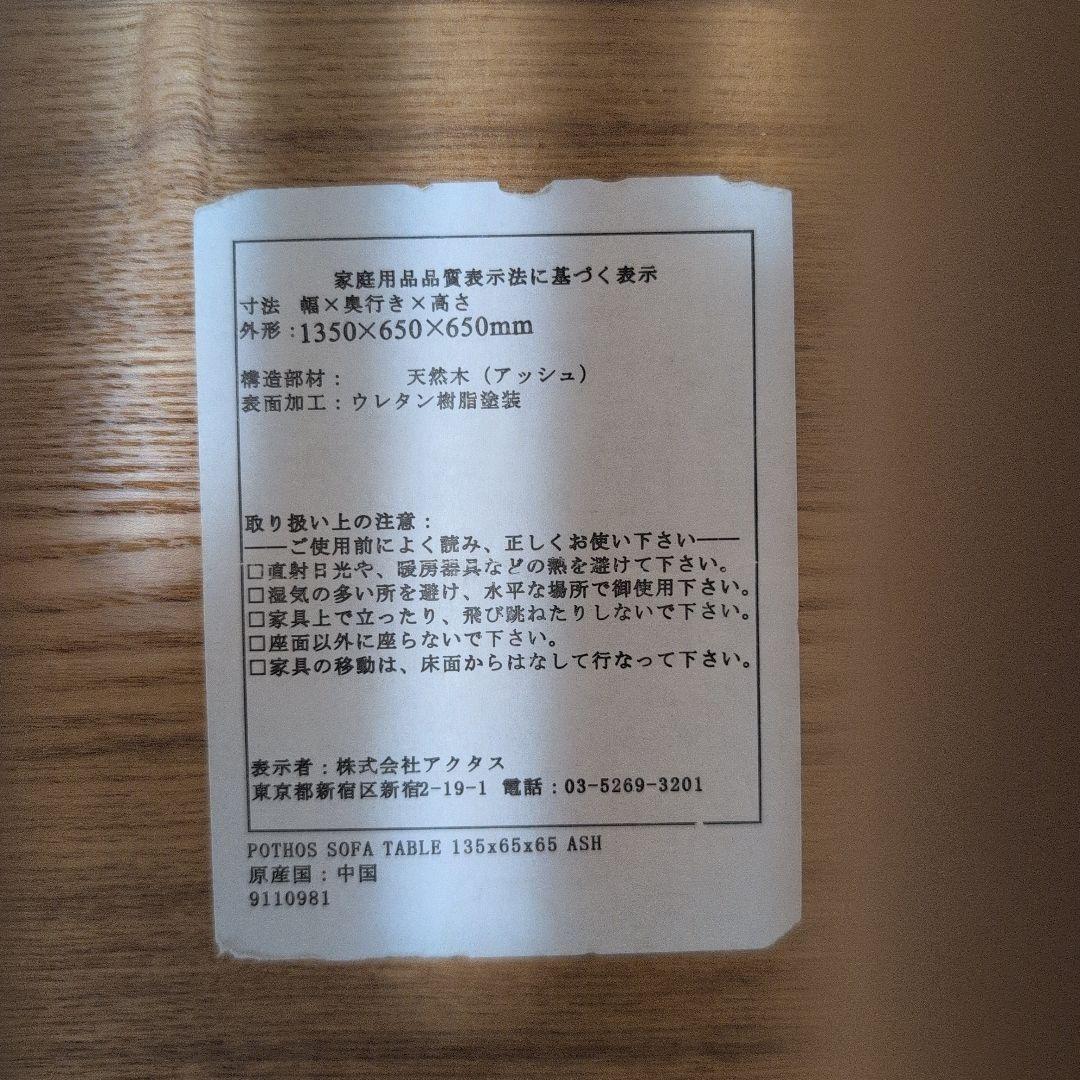 家庭用品品質表示法に基づく表示
寸法 幅×奥行き×高さ
外形：1350×650×650mm
構造部材： 天然木（アッシュ）
表面加工：ウレタン樹脂塗装
取り扱い上の注意：
――ご使用前によく読み、正しくお使い下さい――
□直射日光や、暖房器具などの熱を避けて下さい。
□湿気の多い所を避け、水平な場所で御使用下さい。
□家具上で立ったり、飛び跳ねたりしないで下さい。
□座面以外に座らないで下さい。
□家具の移動は、床面からはなして行なって下さい。
表示者：株式会社アクタス
東京都新宿区新宿2-19-1 電話：03-5269-3201
POTHOS SOFA TABLE 135x65x65 ASH
原産国：中国
9110981